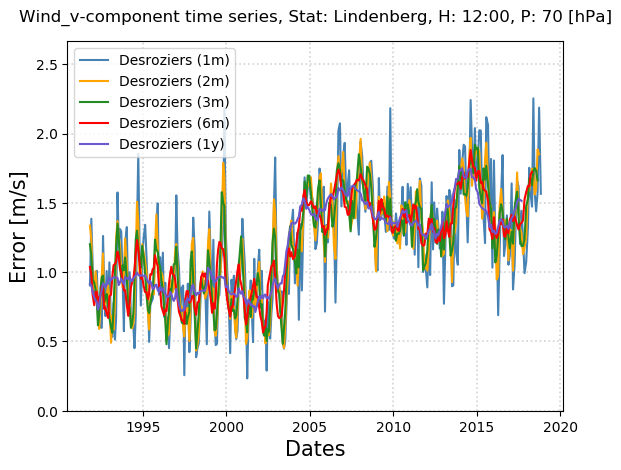 Wind_v-component time series, Stat: Lindenberg, H: 12:00, P: 70 [hPa]
Desroziers (1m)
Desroziers (2m)
Desroziers (3m)
Desroziers (6m)
Desroziers (1y)
Error [m/s]
2.5
2.0
1.5
1.0
0.5
0.0
1995 2000 2005 2010 2015 2020
Dates